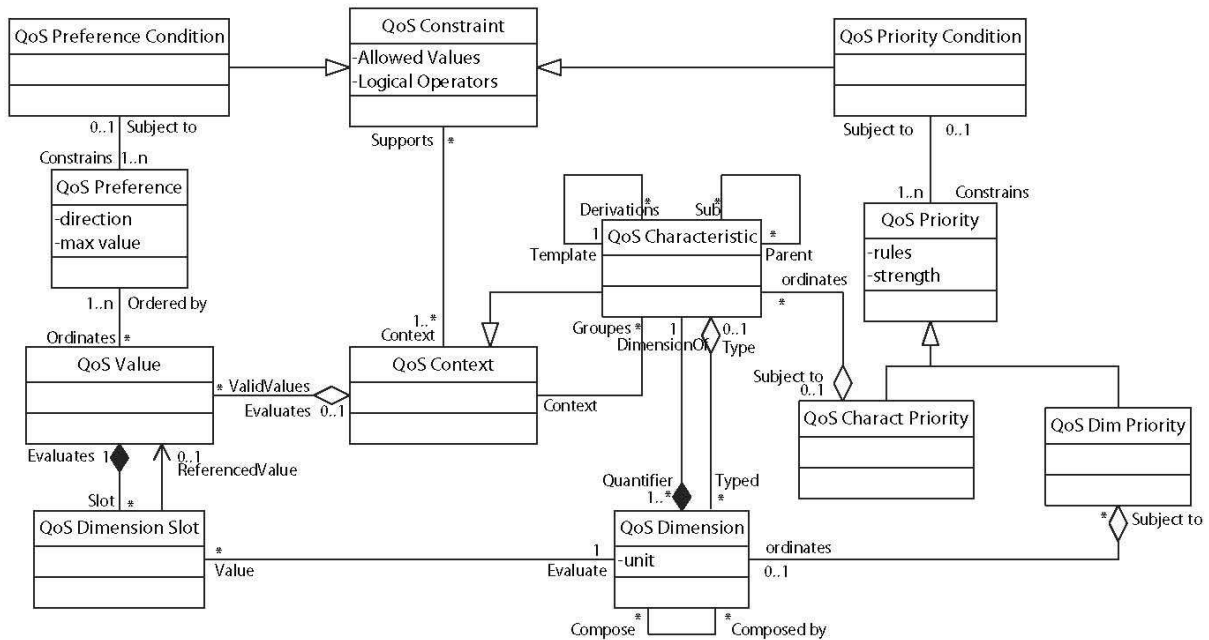 QoS Preference Condition
QoS Constraint
-Allowed Values
-Logical Operators
QoS Priority Condition
0..1
Subject to
Constrains
1..n
QoS Preference
-direction
-max value
1..n
Ordered by
Ordinates
*
Supports
*
1..*
Context
Subject to
0..1
1..n
Constrains
QoS Priority
-rules
-strength
Derivations
*
Sub
*
1
Template
QoS Characteristic
*
Parent
ordinates
*
Groupes
*
1
DimensionOf
0..1
Type
QoS Value
*
ValidValues
Evaluates
0..1
QoS Context
Context
Subject to
0..1
QoS Charact Priority
QoS Dim Priority
Evaluates
1
0..1
ReferencedValue
Slot
*
Quantifier
1..*
Typed
*
QoS Dimension Slot
*
Value
1
Evaluate
QoS Dimension
-unit
ordinates
0..1
*
Subject to
*
Compose
*
Composed by